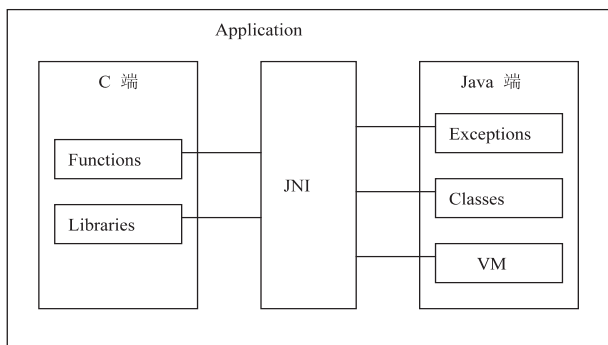 Application
C 端
Functions
Libraries
JNI
Java 端
Exceptions
Classes
VM